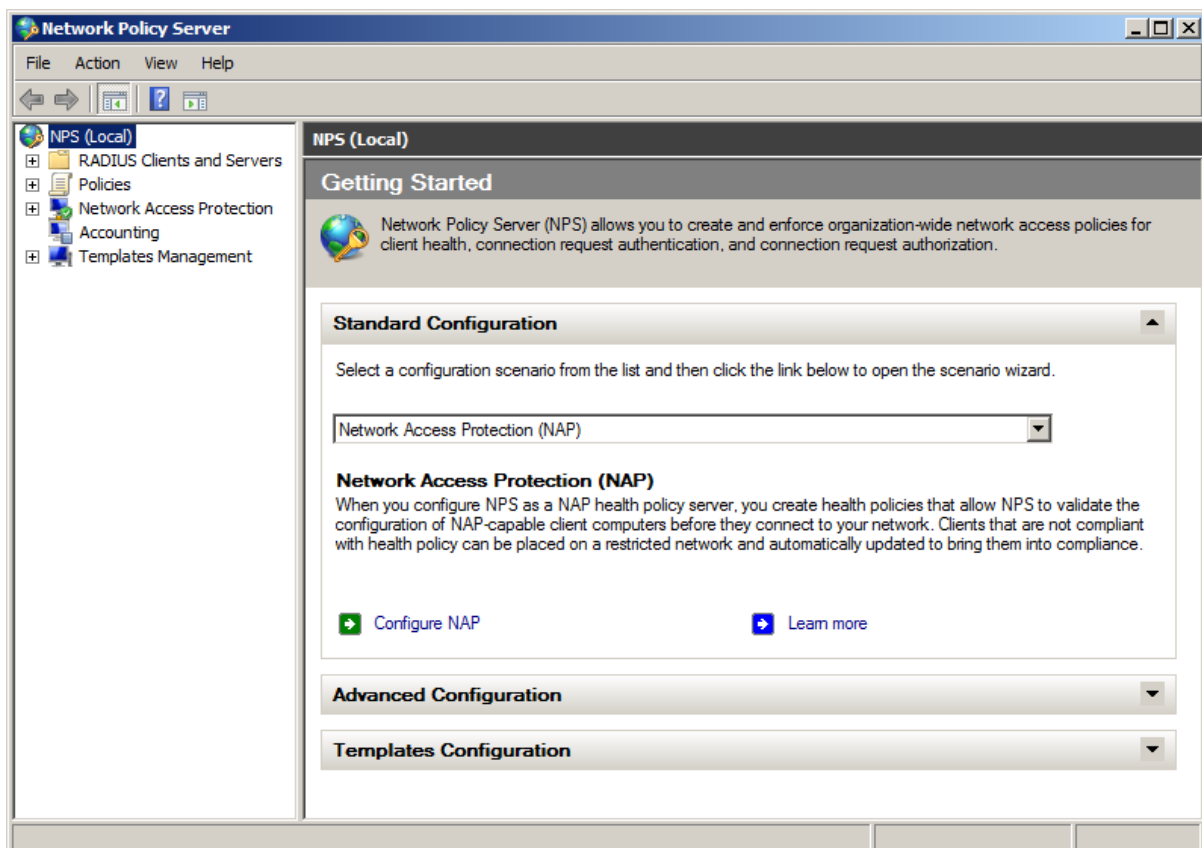 Network Policy Server
File Action View Help
NPS (Local)
RADIUS Clients and Servers
Policies
Network Access Protection
Accounting
Templates Management
NPS (Local)
Getting Started
Network Policy Server (NPS) allows you to create and enforce organization-wide network access policies for
client health, connection request authentication, and connection request authorization.
Standard Configuration
Select a configuration scenario from the list and then click the link below to open the scenario wizard.
Network Access Protection (NAP)
Network Access Protection (NAP)
When you configure NPS as a NAP health policy server, you create health policies that allow NPS to validate the
configuration of NAP-capable client computers before they connect to your network. Clients that are not compliant
with health policy can be placed on a restricted network and automatically updated to bring them into compliance.
Configure NAP Learn more
Advanced Configuration
Templates Configuration